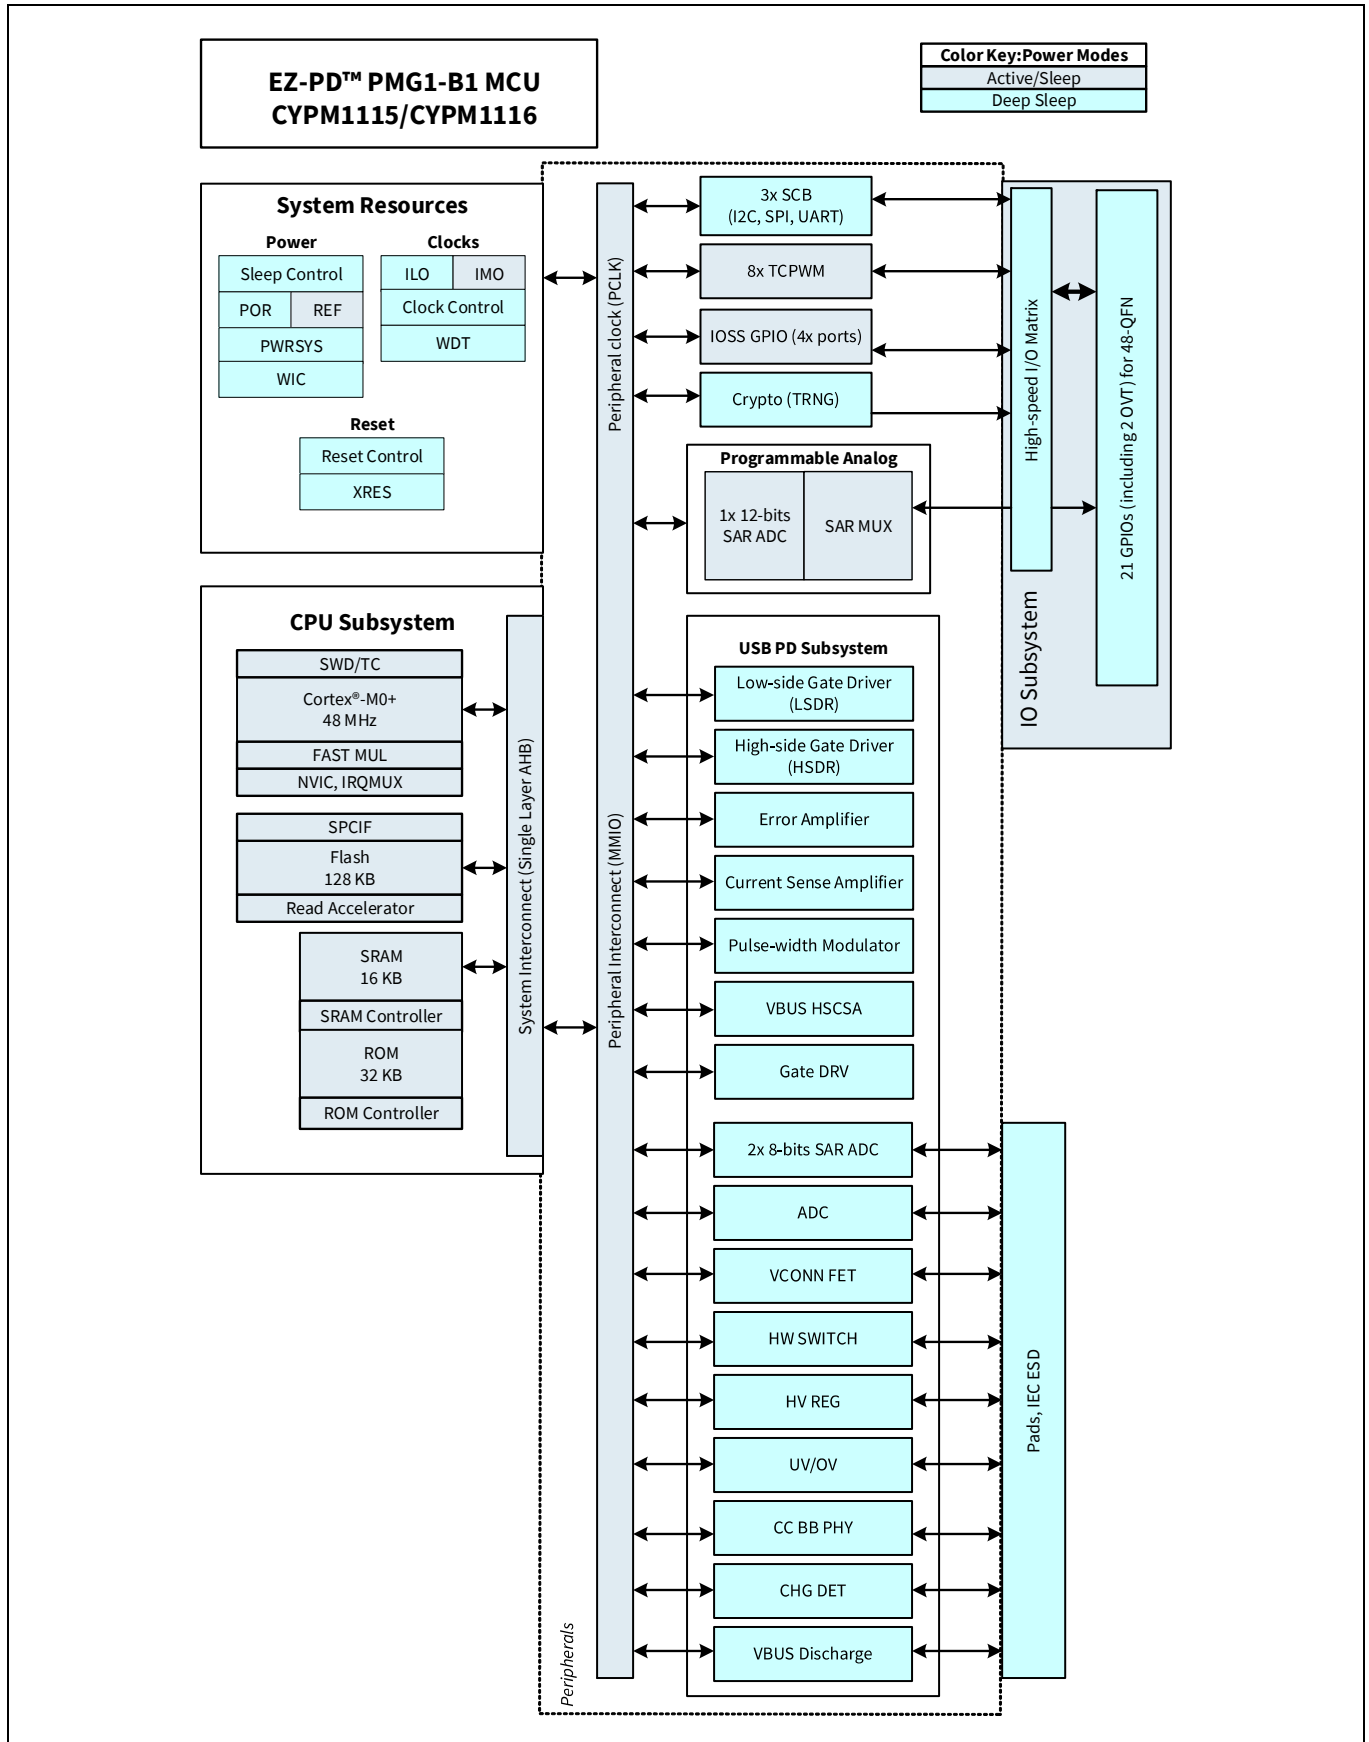 EZ-PD™ PMG1-B1 MCU
CYPM1115/CYPM1116
Color Key:Power Modes
Active/Sleep
Deep Sleep
System Resources
Power
Sleep Control
POR
REF
PWRSYS
WIC
Clocks
ILO
IMO
Clock Control
WDT
Reset
Reset Control
XRES
CPU Subsystem
SWD/TC
Cortex®-M0+
48 MHz
FAST MUL
NVIC, IRQMUX
SPCIF
Flash
128 KB
Read Accelerator
SRAM
16 KB
SRAM Controller
ROM
32 KB
ROM Controller
System Interconnect (Single Layer AHB)
Peripheral clock (PCLK)
Peripheral Interconnect (MMIO)
Peripherals
3x SCB
(I2C, SPI, UART)
8x TCPWM
IOSS GPIO (4x ports)
Crypto (TRNG)
Programmable Analog
1x 12-bits
SAR ADC
SAR MUX
USB PD Subsystem
Low-side Gate Driver
(LSDR)
High-side Gate Driver
(HSDR)
Error Amplifier
Current Sense Amplifier
Pulse-width Modulator
VBUS HSCSA
Gate DRV
2x 8-bits SAR ADC
ADC
VCONN FET
HW SWITCH
HV REG
UV/OV
CC BB PHY
CHG DET
VBUS Discharge
High-speed I/O Matrix
21 GPIOs (including 2 OVT) for 48-QFN
IO Subsystem
Pads, IEC ESD